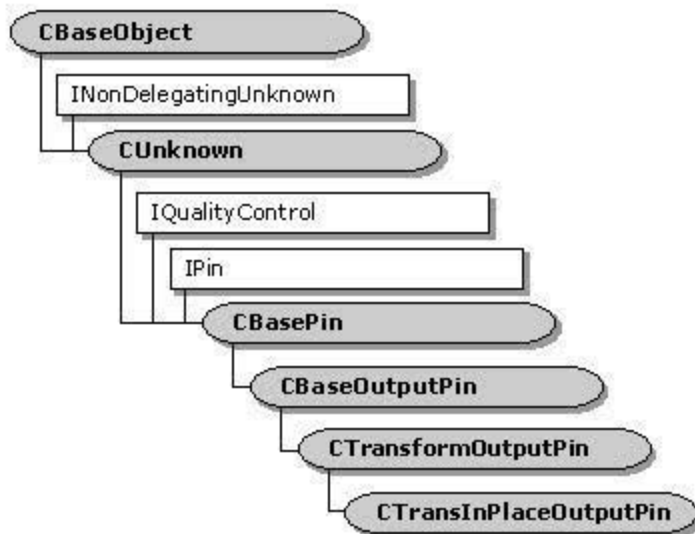 CBaseObject
INonDelegatingUnknown
CUnknown
IQualityControl
IPin
CBasePin
CBaseOutputPin
CTransformOutputPin
CTransInPlaceOutputPin